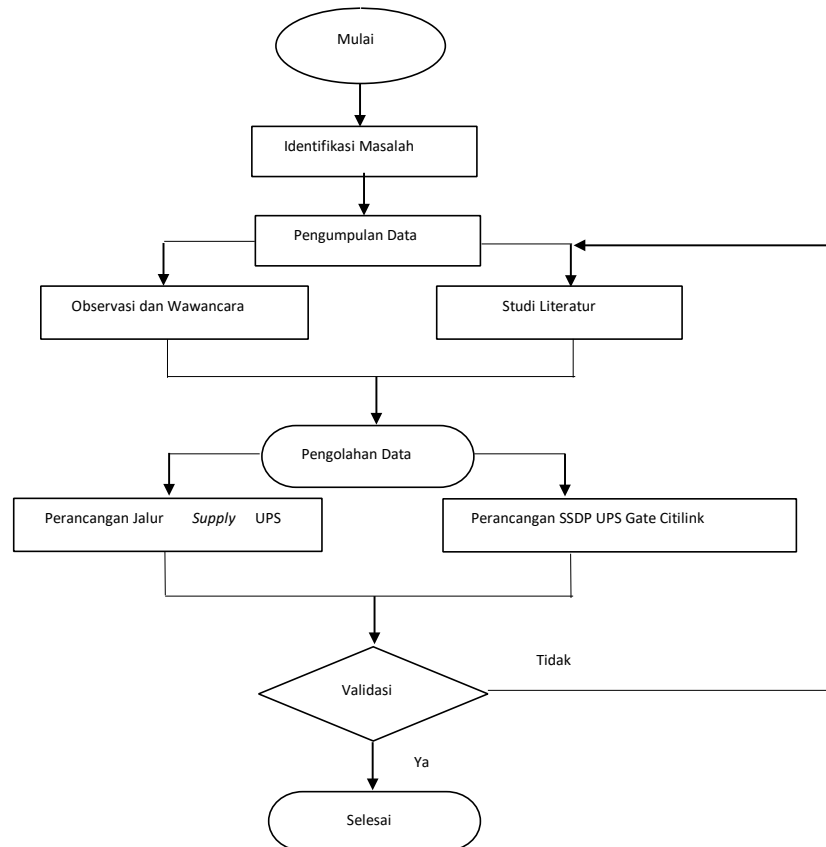 Mulai
Identifikasi Masalah
Pengumpulan Data
Observasi dan Wawancara
Studi Literatur
Pengolahan Data
Perancangan Jalur Supply UPS
Perancangan SSDP UPS Gate Citilink
Tidak
Validasi
Ya
Selesai